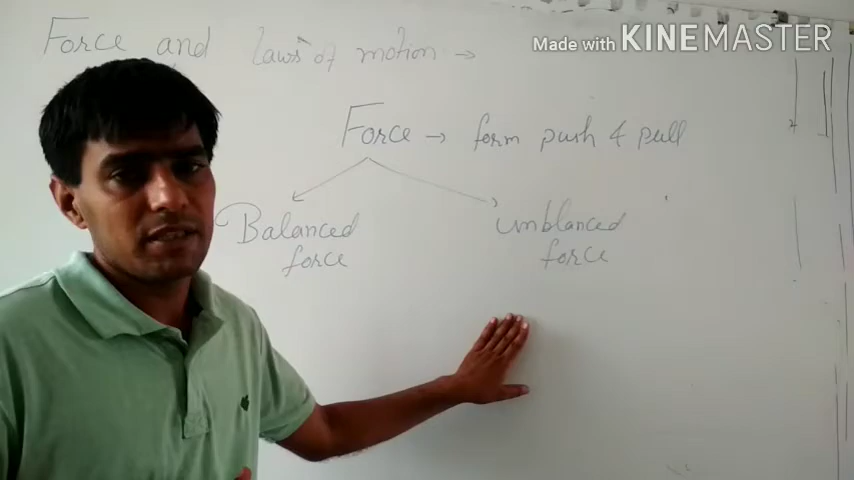 Made with KINEMASTER
Force and laws of motion →
Force → form push & pull
Balanced force
unblanced force